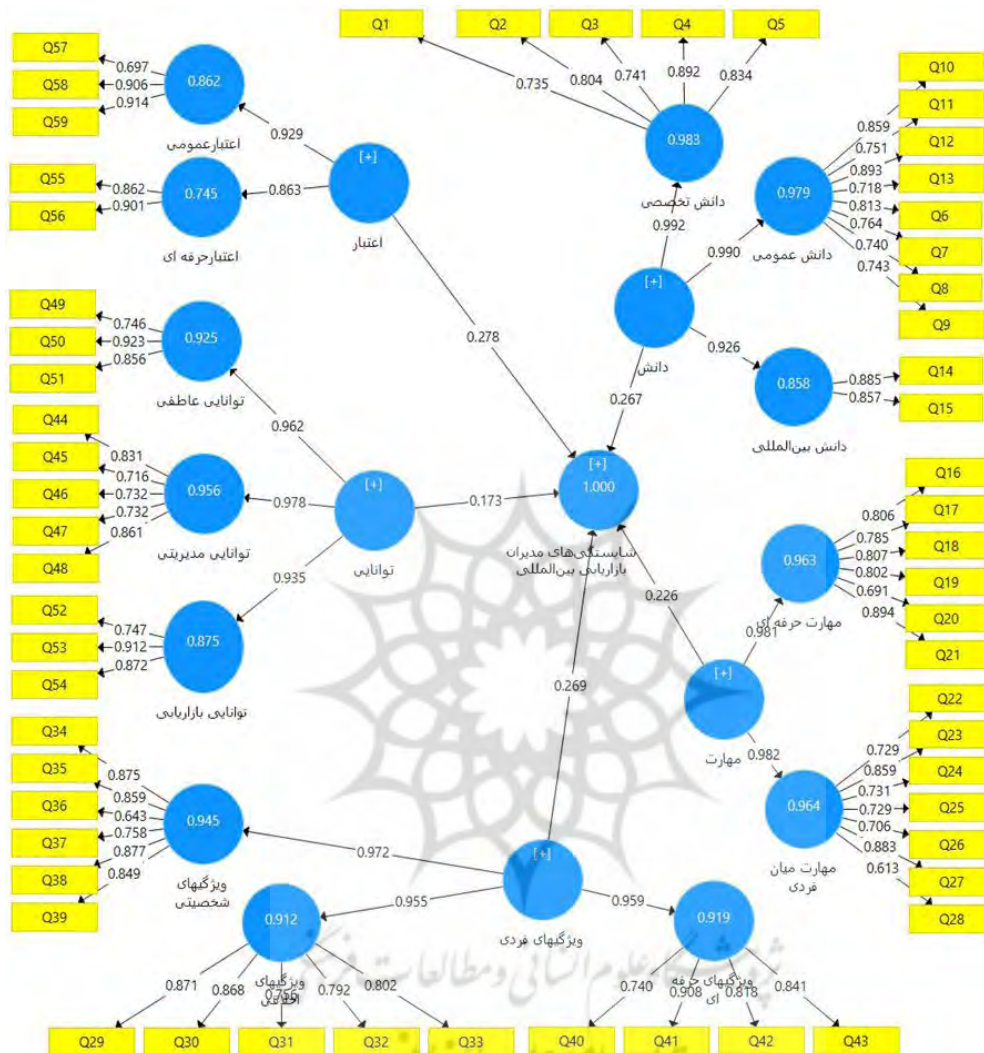 Q1
Q2
Q3
Q4
Q5
0.735
0.804
0.741
0.892
0.834
0.983
دانش تخصصی
Q57
Q58
Q59
0.697
0.906
0.914
0.862
اعتبارعمومی
0.929
Q55
Q56
0.862
0.901
0.745
اعتبارحرفه ای
0.863
[+]
اعتبار
0.278
Q10
Q11
Q12
Q13
Q6
Q7
Q8
Q9
0.859
0.751
0.893
0.718
0.813
0.764
0.740
0.743
0.979
دانش عمومی
0.992
0.990
[+]
دانش
0.926
0.267
0.858
دانش بین‌المللی
0.885
0.857
Q14
Q15
Q49
Q50
Q51
0.746
0.923
0.856
0.925
توانایی عاطفی
0.962
Q44
Q45
Q46
Q47
Q48
0.831
0.716
0.732
0.732
0.861
0.956
توانایی مدیریتی
0.978
[+]
توانایی
0.173
[+]
1.000
شایستگی‌های مدیران
بازاریابی بین‌المللی
Q52
Q53
Q54
0.747
0.912
0.872
0.875
توانایی بازاریابی
0.935
Q16
Q17
Q18
Q19
Q20
Q21
0.806
0.785
0.807
0.802
0.691
0.894
0.963
مهارت حرفه ای
0.981
0.226
[+]
مهارت
0.982
Q22
Q23
Q24
Q25
Q26
Q27
Q28
0.729
0.859
0.731
0.729
0.706
0.883
0.613
0.964
مهارت میان
فردی
0.269
Q34
Q35
Q36
Q37
Q38
Q39
0.875
0.859
0.643
0.758
0.877
0.849
0.945
ویژگیهای
شخصیتی
0.972
0.955
[+]
ویژگیهای فردی
0.959
0.912
ویژگیهای
اخلاقی
0.871
0.868
0.756
0.792
0.802
Q29
Q30
Q31
Q32
Q33
0.919
ویژگیهای حرفه
ای
0.740
0.908
0.818
0.841
Q40
Q41
Q42
Q43
پژوهشگاه علوم انسانی و مطالعات فرهنگی